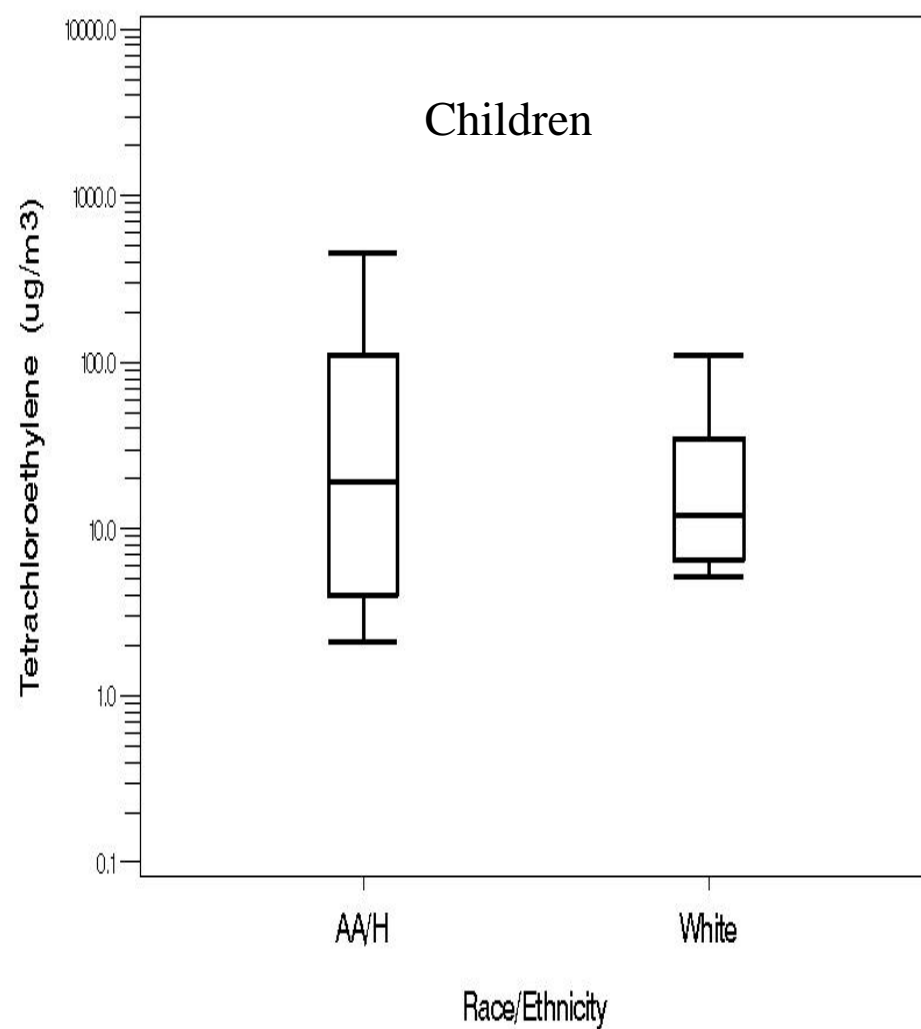 Children
Tetrachloroethylene (ug/m3)
10000.0
1000.0
100.0
10.0
1.0
0.1
AA/H
White
Race/Ethnicity